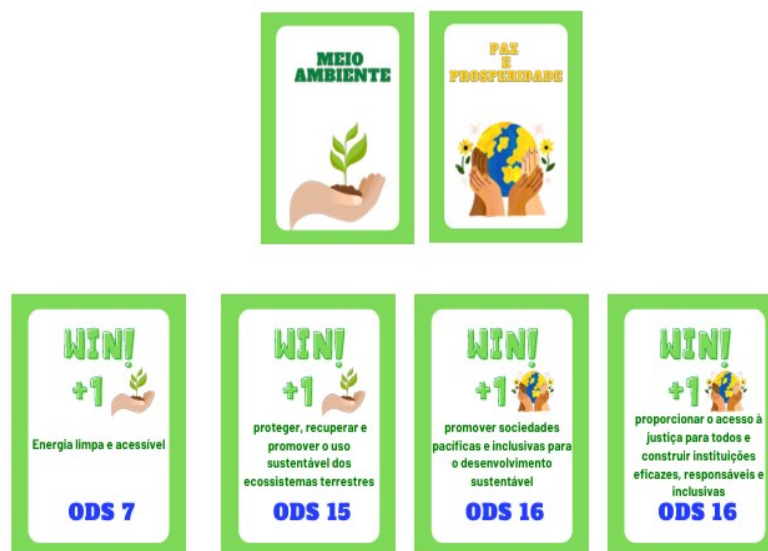 MEIO
AMBIENTE
PAZ
E
PROSPERIDADE
WIN!
+1
Energia limpa e acessível
ODS 7
WIN!
+1
proteger, recuperar e
promover o uso
sustentável dos
ecossistemas terrestres
ODS 15
WIN!
+1
promover sociedades
pacíficas e inclusivas para
o desenvolvimento
sustentável
ODS 16
WIN!
+1
proporcionar o acesso à
justiça para todos e
construir instituições
eficazes, responsáveis e
inclusivas
ODS 16